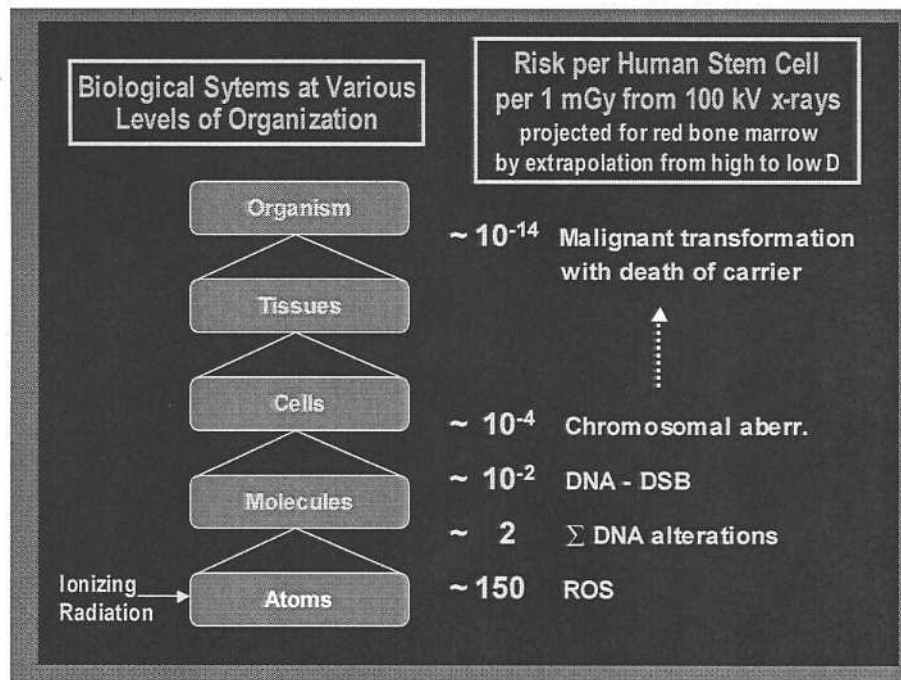 Biological Sytems at Various
Levels of Organization
Risk per Human Stem Cell
per 1 mGy from 100 kV x-rays
projected for red bone marrow
by extrapolation from high to low D
Organism
Tissues
Cells
Molecules
Atoms
Ionizing
Radiation
~ 10⁻¹⁴ Malignant transformation
with death of carrier
~ 10⁻⁴ Chromosomal aberr.
~ 10⁻² DNA - DSB
~ 2 Σ DNA alterations
~ 150 ROS